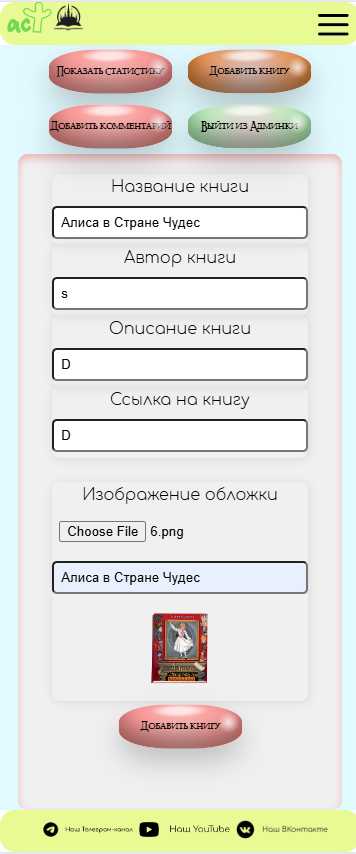 act
Показать статистику
Добавить книгу
Добавить комментарий
Выйти из Админки
Название книги
Алиса в Стране Чудес
Автор книги
s
Описание книги
D
Ссылка на книгу
D
Изображение обложки
Choose File 6.png
Алиса в Стране Чудес
Добавить книгу
Наш Телеграм-канал Наш YouTube Наш ВКонтакте